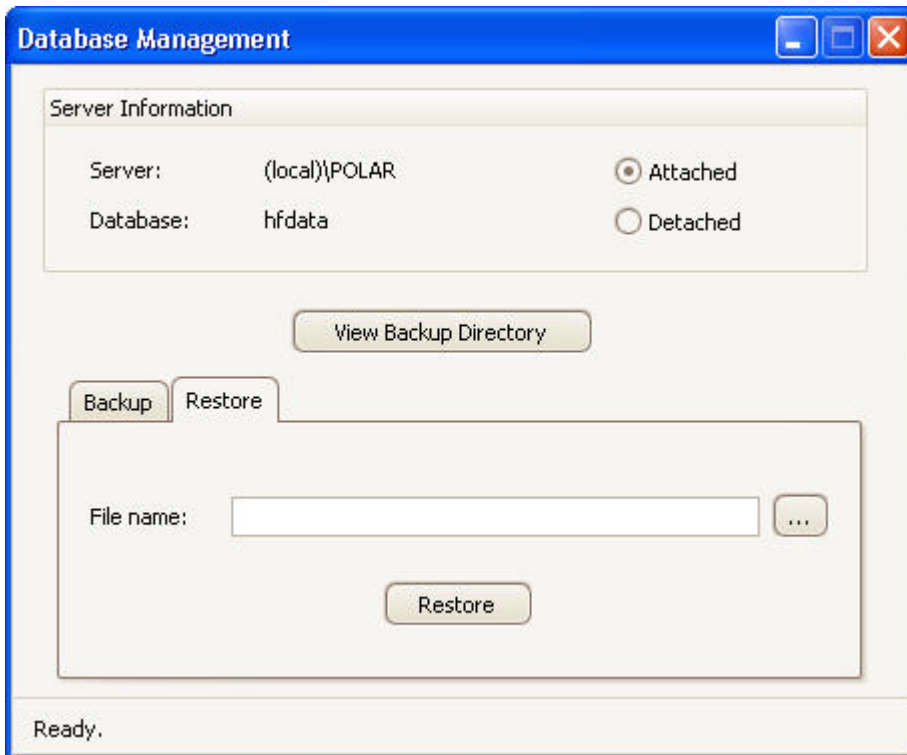 Database Management
Server Information
Server: (local)\POLAR Attached
Database: hfdata Detached
View Backup Directory
Backup Restore
File name: ...
Restore
Ready.